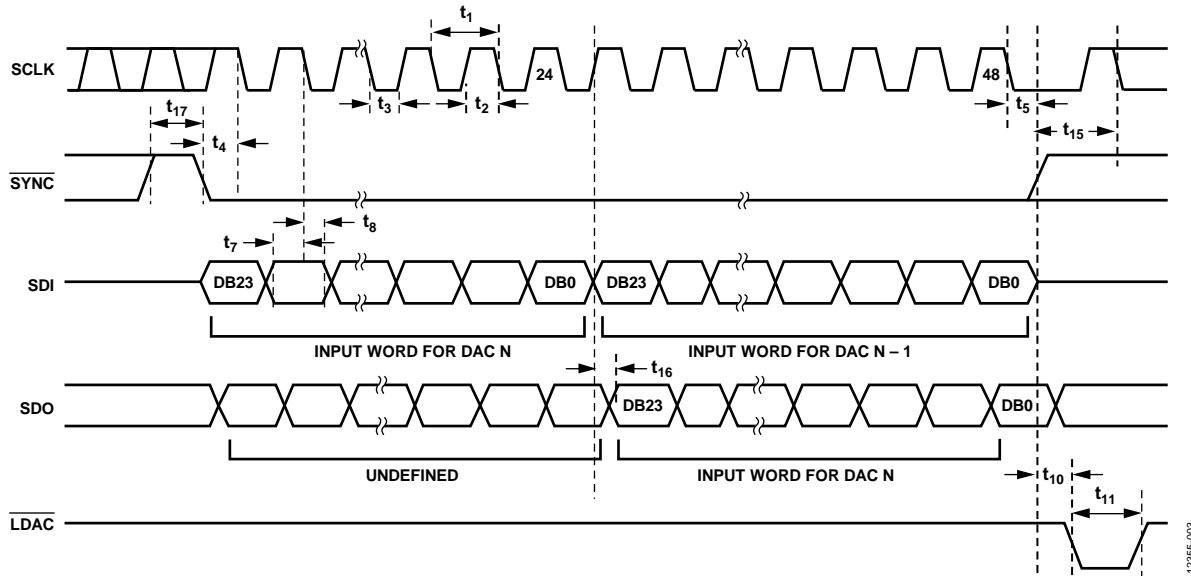 t1
SCLK
24
48
t3
t2
t5
t17
t4
t15
SYNC
t8
t7
SDI
DB23
DB0
DB23
DB0
INPUT WORD FOR DAC N
INPUT WORD FOR DAC N – 1
t16
SDO
DB23
DB0
UNDEFINED
INPUT WORD FOR DAC N
t10
t11
LDAC
12355-003